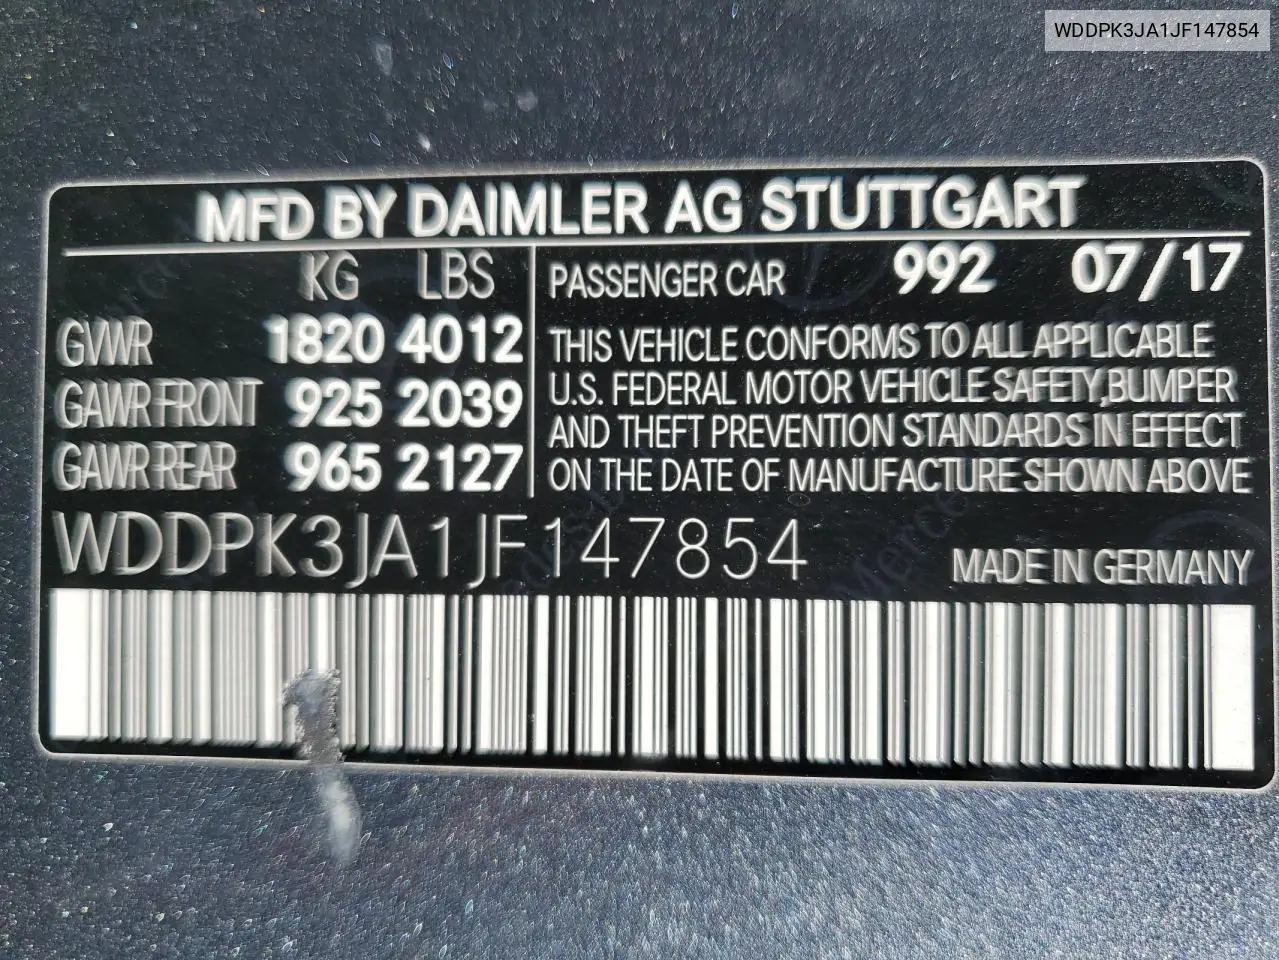 WDDPK3JA1JF147854
MFD BY DAIMLER AG STUTTGART
KG LBS
GVWR 1820 4012
GAWR FRONT 925 2039
GAWR REAR 965 2127
PASSENGER CAR 992 07/17
THIS VEHICLE CONFORMS TO ALL APPLICABLE
U.S. FEDERAL MOTOR VEHICLE SAFETY,BUMPER
AND THEFT PREVENTION STANDARDS IN EFFECT
ON THE DATE OF MANUFACTURE SHOWN ABOVE
WDDPK3JA1JF147854
MADE IN GERMANY